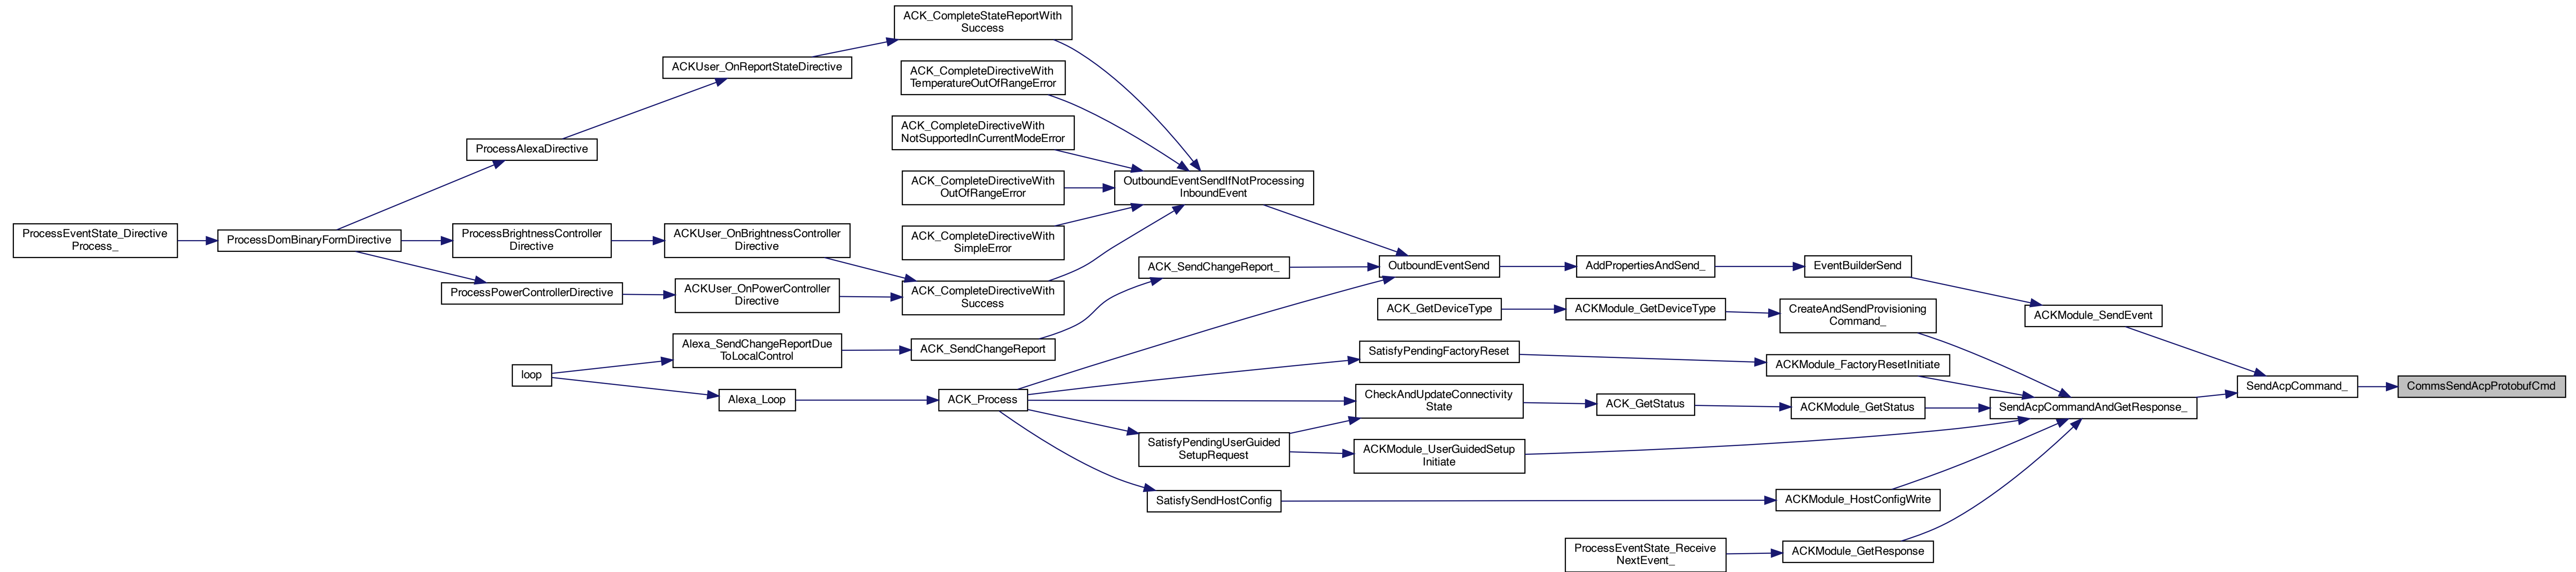 ACK_CompleteStateReportWith
Success
ACKUser_OnReportStateDirective
ACK_CompleteDirectiveWith
TemperatureOutOfRangeError
ACK_CompleteDirectiveWith
NotSupportedInCurrentModeError
ProcessAlexaDirective
ACK_CompleteDirectiveWith
OutOfRangeError
OutboundEventSendIfNotProcessing
InboundEvent
ProcessEventState_Directive
Process_
ProcessDomBinaryFormDirective
ProcessBrightnessController
Directive
ACKUser_OnBrightnessController
Directive
ACK_CompleteDirectiveWith
SimpleError
ACK_SendChangeReport_
OutboundEventSend
AddPropertiesAndSend_
EventBuilderSend
ProcessPowerControllerDirective
ACKUser_OnPowerController
Directive
ACK_CompleteDirectiveWith
Success
ACK_GetDeviceType
ACKModule_GetDeviceType
CreateAndSendProvisioning
Command_
ACKModule_SendEvent
Alexa_SendChangeReportDue
ToLocalControl
ACK_SendChangeReport
SatisfyPendingFactoryReset
ACKModule_FactoryResetInitiate
loop
Alexa_Loop
ACK_Process
CheckAndUpdateConnectivity
State
ACK_GetStatus
ACKModule_GetStatus
SendAcpCommandAndGetResponse_
SendAcpCommand_
CommsSendAcpProtobufCmd
SatisfyPendingUserGuided
SetupRequest
ACKModule_UserGuidedSetup
Initiate
SatisfySendHostConfig
ACKModule_HostConfigWrite
ProcessEventState_Receive
NextEvent_
ACKModule_GetResponse